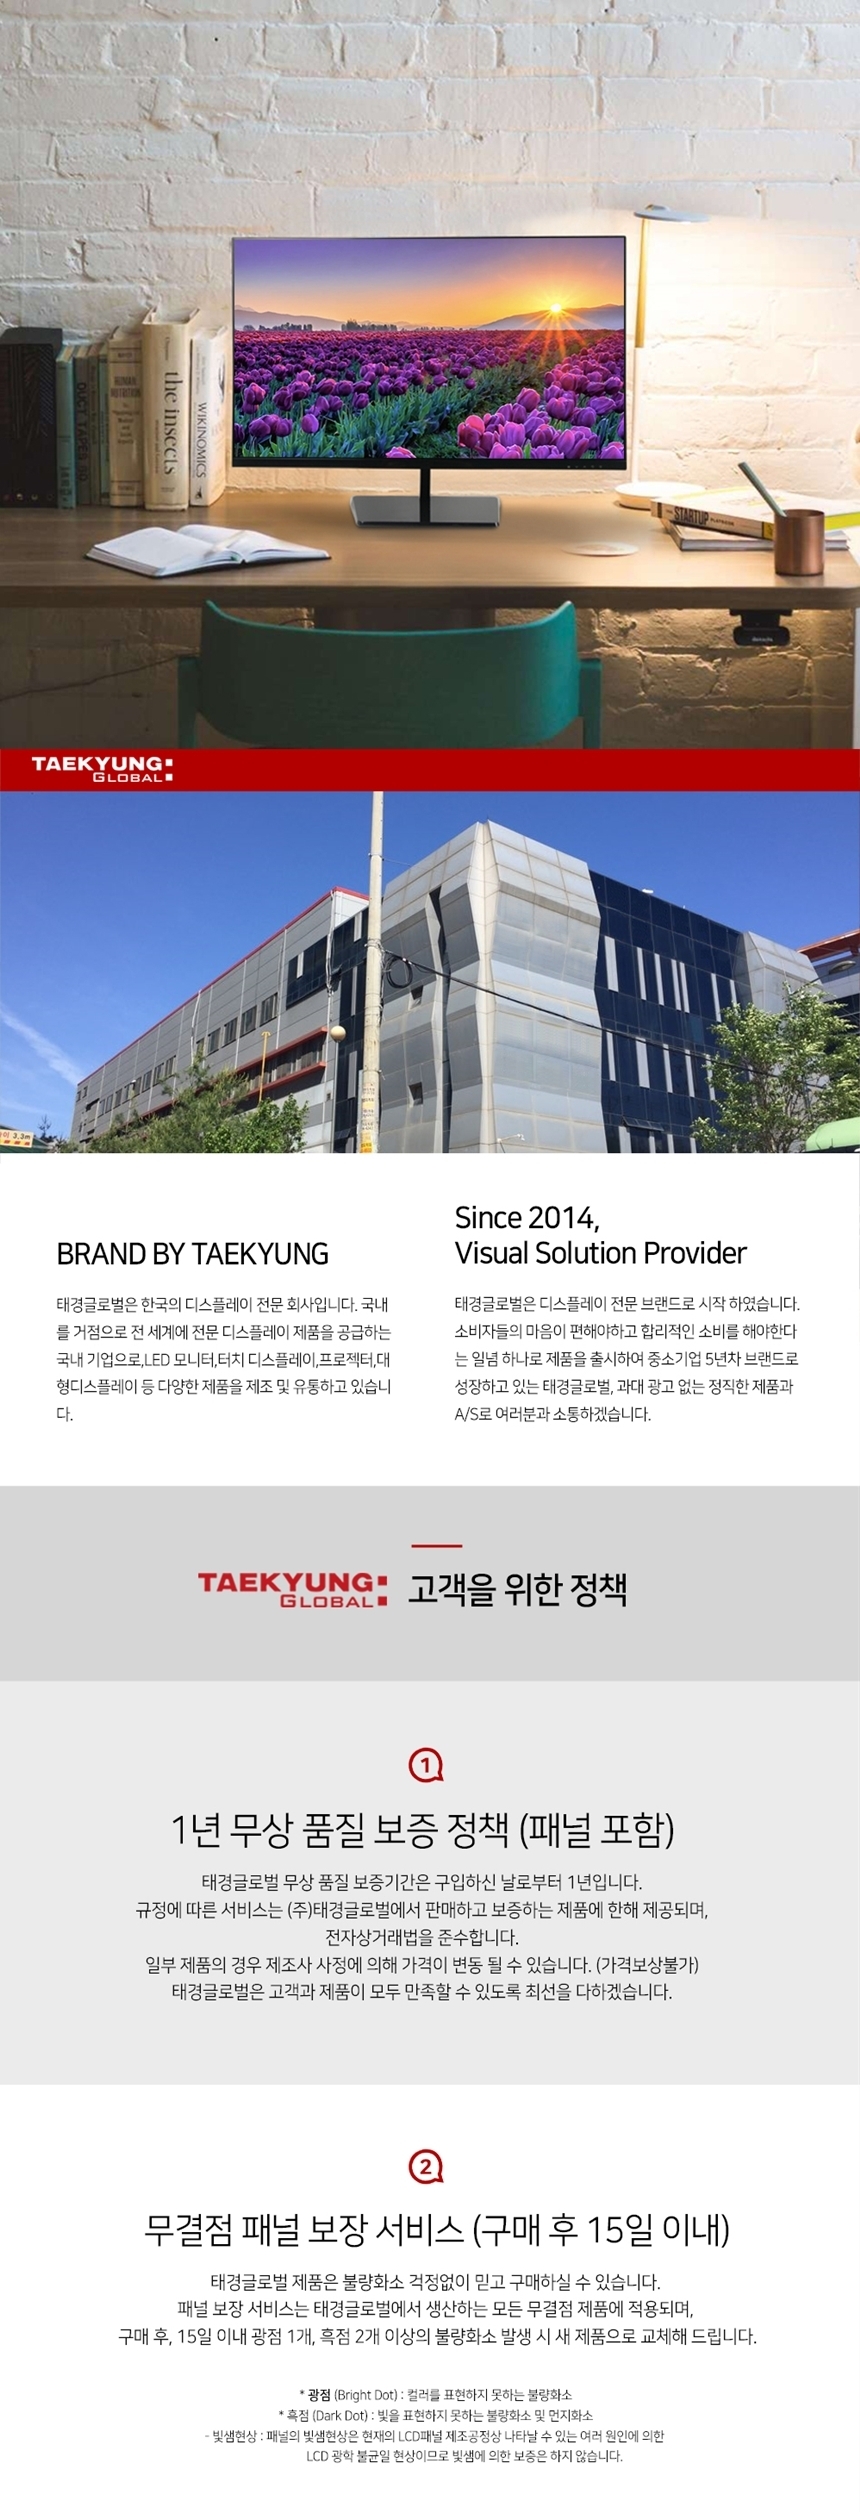 DUCT TAPE
HUMAN
NUTRITION
the insects
WIKINOMICS
STARTUP PLAYBOOK
TAEKYUNG:
GLOBAL
3.3m
BRAND BY TAEKYUNG
태경글로벌은 한국의 디스플레이 전문 회사입니다. 국내
를 거점으로 전 세계에 전문 디스플레이 제품을 공급하는
국내 기업으로,LED 모니터,터치 디스플레이,프로젝터,대
형디스플레이 등 다양한 제품을 제조 및 유통하고 있습니
다.
Since 2014,
Visual Solution Provider
태경글로벌은 디스플레이 전문 브랜드로 시작 하였습니다.
소비자들의 마음이 편해야하고 합리적인 소비를 해야한다
는 일념 하나로 제품을 출시하여 중소기업 5년차 브랜드로
성장하고 있는 태경글로벌, 과대 광고 없는 정직한 제품과
A/S로 여러분과 소통하겠습니다.
TAEKYUNG: 고객을 위한 정책
GLOBAL
1
1년 무상 품질 보증 정책 (패널 포함)
태경글로벌 무상 품질 보증기간은 구입하신 날로부터 1년입니다.
규정에 따른 서비스는 (주)태경글로벌에서 판매하고 보증하는 제품에 한해 제공되며,
전자상거래법을 준수합니다.
일부 제품의 경우 제조사 사정에 의해 가격이 변동 될 수 있습니다. (가격보상불가)
태경글로벌은 고객과 제품이 모두 만족할 수 있도록 최선을 다하겠습니다.
2
무결점 패널 보장 서비스 (구매 후 15일 이내)
태경글로벌 제품은 불량화소 걱정없이 믿고 구매하실 수 있습니다.
패널 보장 서비스는 태경글로벌에서 생산하는 모든 무결점 제품에 적용되며,
구매 후, 15일 이내 광점 1개, 흑점 2개 이상의 불량화소 발생 시 새 제품으로 교체해 드립니다.
* 광점 (Bright Dot) : 컬러를 표현하지 못하는 불량화소
* 흑점 (Dark Dot) : 빛을 표현하지 못하는 불량화소 및 먼지화소
- 빛샘현상 : 패널의 빛샘현상은 현재의 LCD패널 제조공정상 나타날 수 있는 여러 원인에 의한
LCD 광학 불균일 현상이므로 빛샘에 의한 보증은 하지 않습니다.